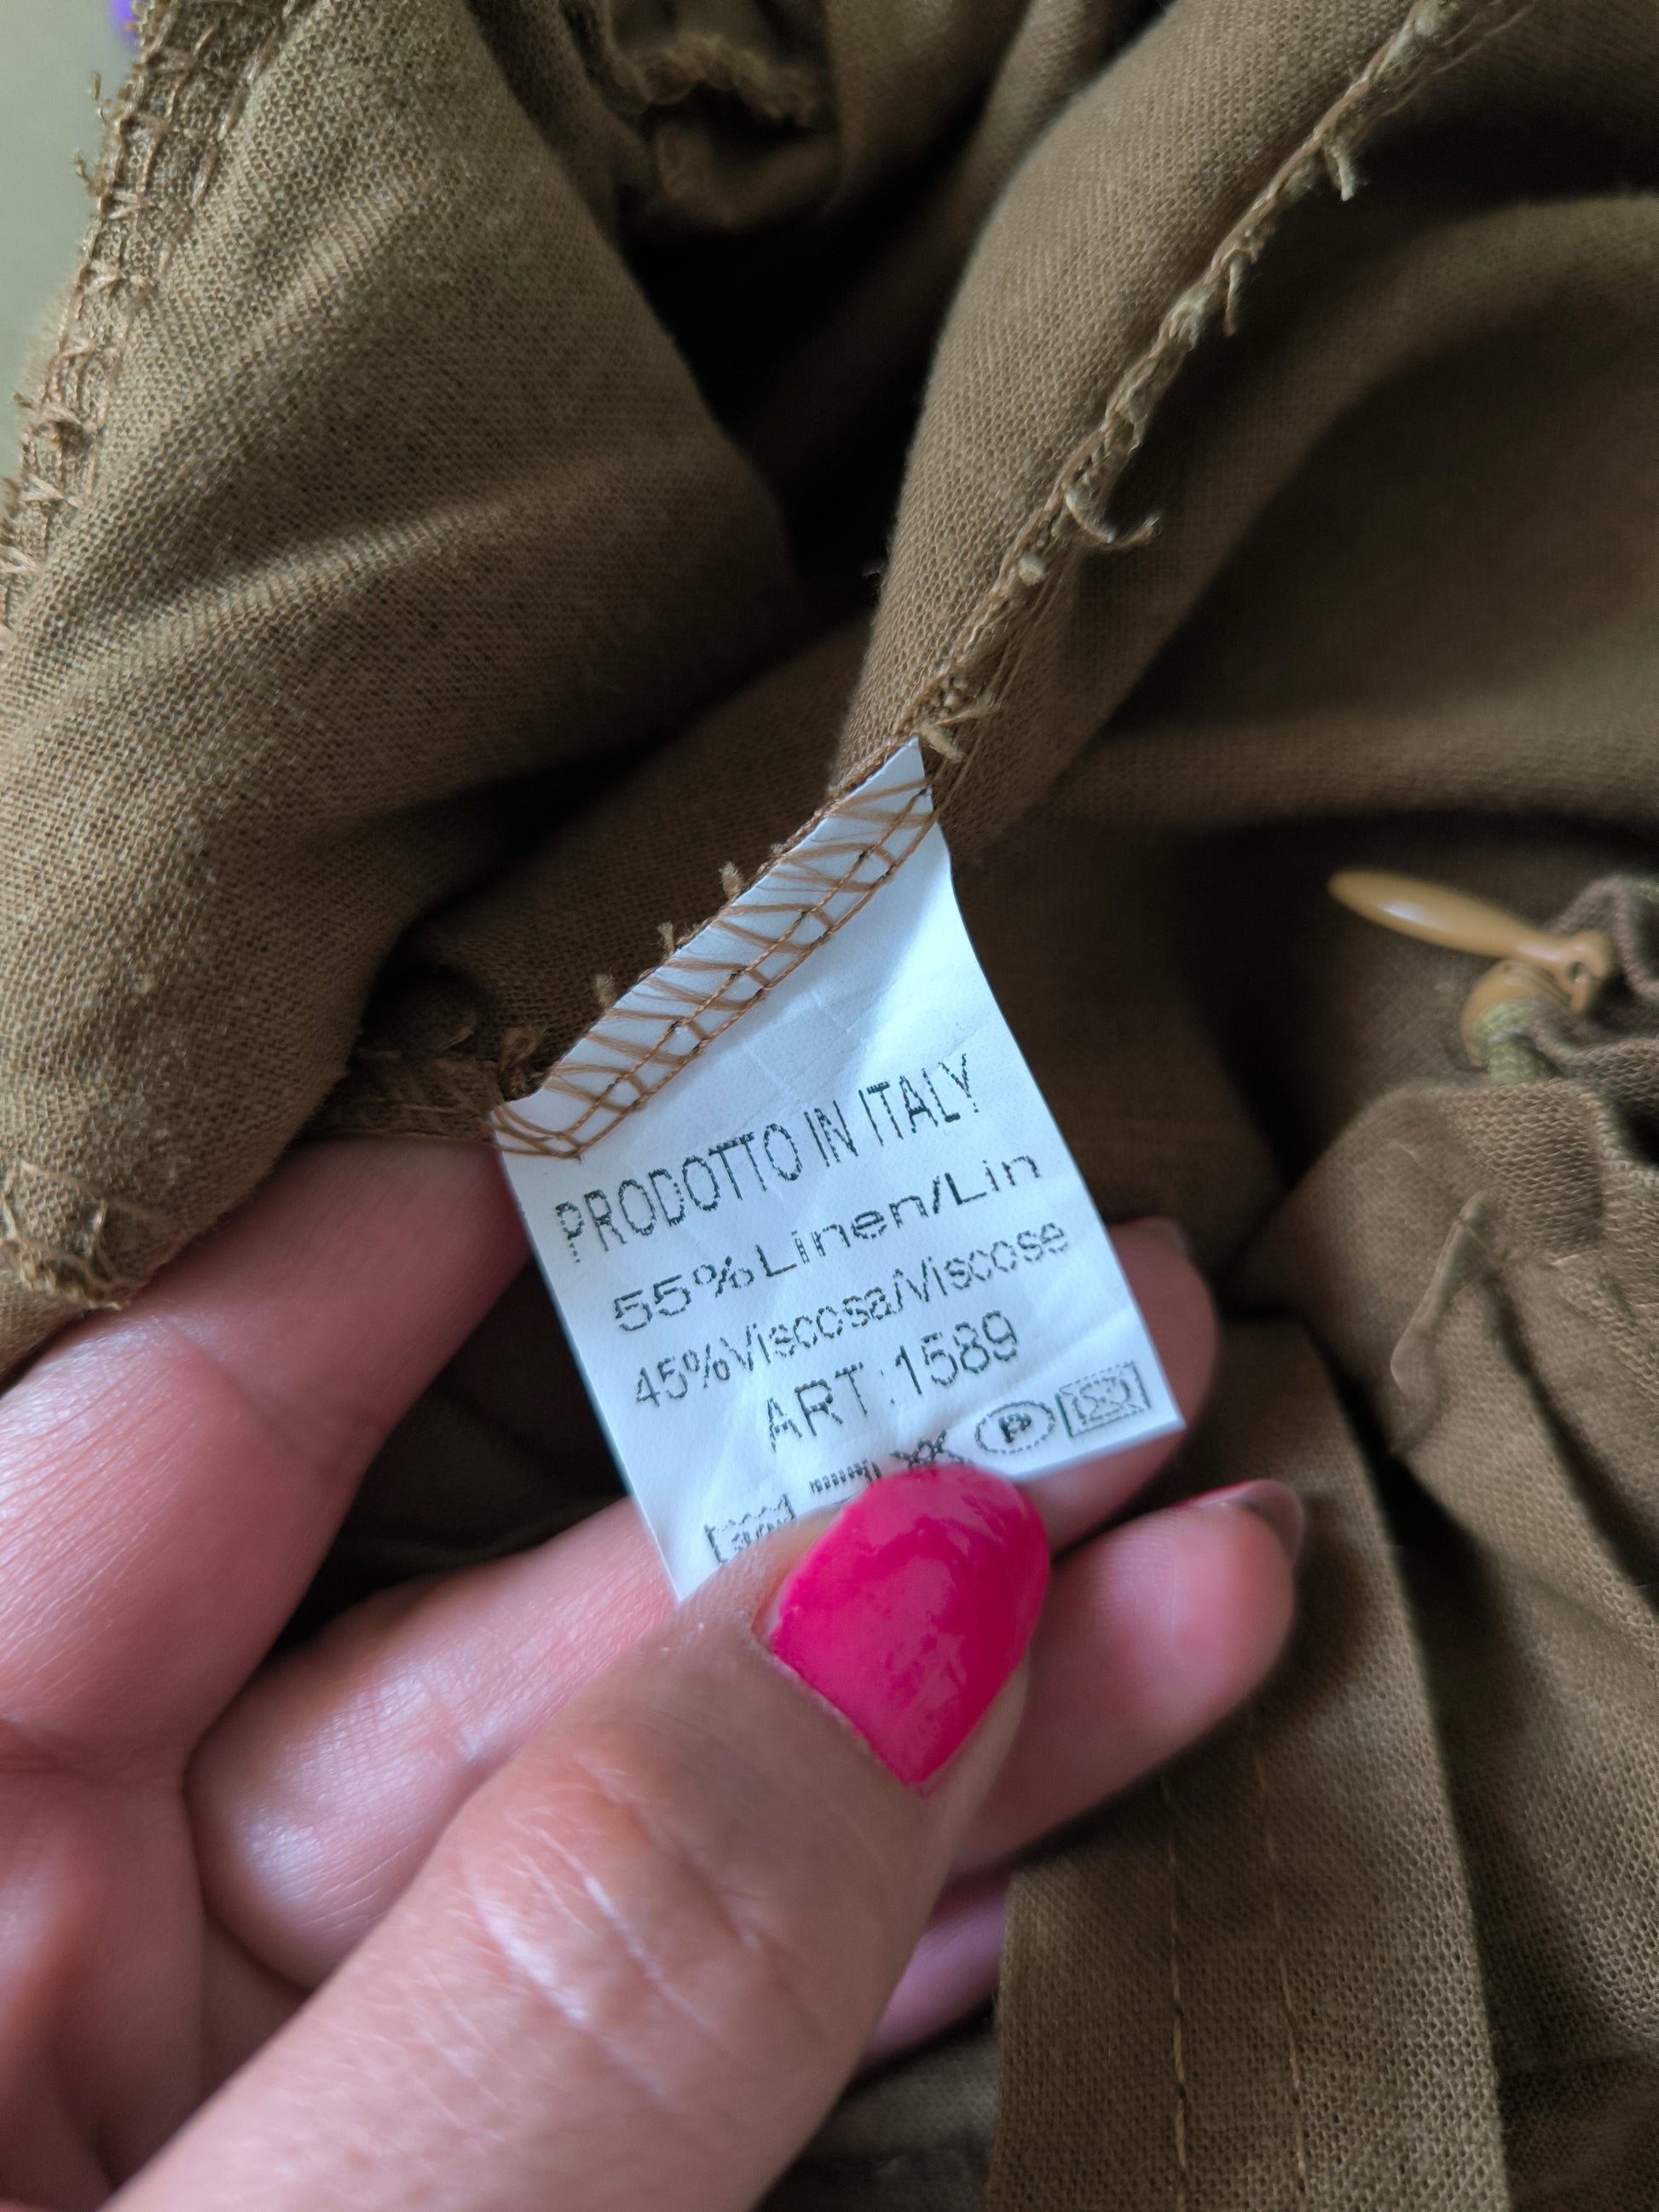 PRODOTTO IN ITALY
55%Linen/Lin
45%Viscosa/Viscose
ART:1589
P